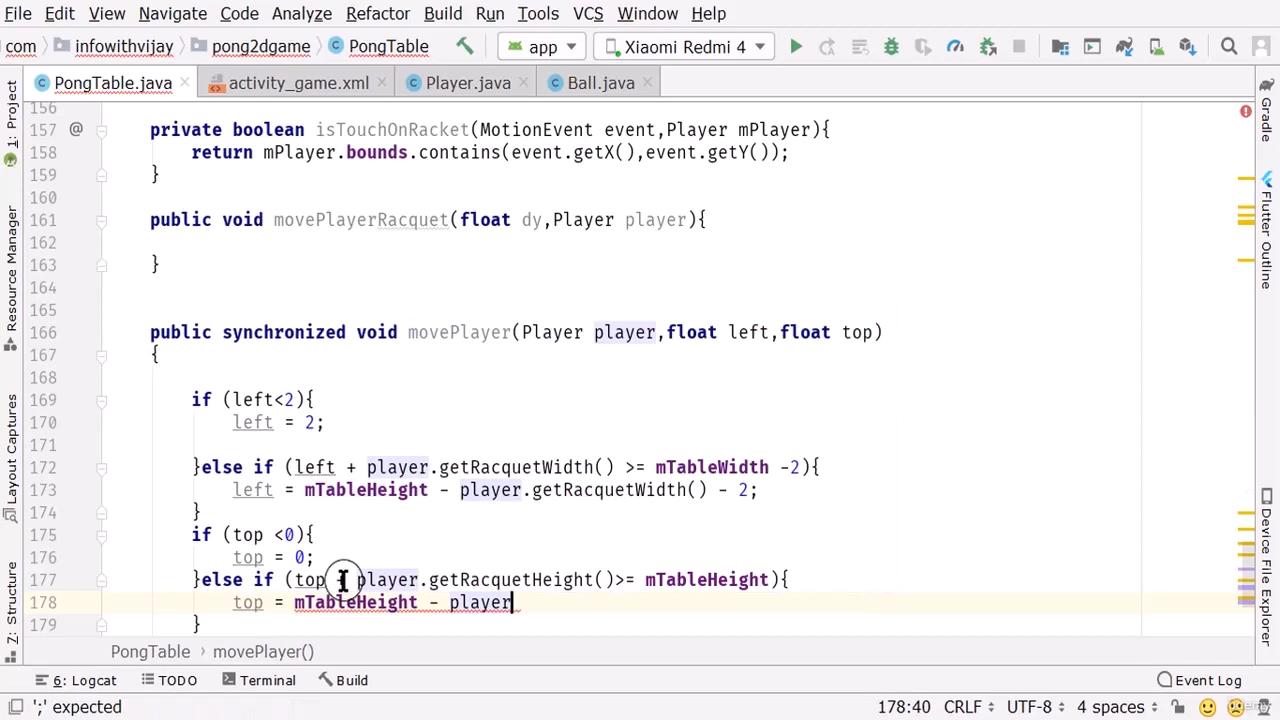 File Edit View Navigate Code Analyze Refactor Build Run Tools VCS Window Help
com infowithvijay pong2dgame PongTable app Xiaomi Redmi 4
PongTable.java activity_game.xml Player.java Ball.java
156
157 @ private boolean isTouchOnRacket(MotionEvent event,Player mPlayer){
158 return mPlayer.bounds.contains(event.getX(),event.getY());
159 }
160
161 public void movePlayerRacquet(float dy,Player player){
162
163 }
164
165
166 public synchronized void movePlayer(Player player,float left,float top)
167 {
168
169 if (left<2){
170 left = 2;
171
172 }else if (left + player.getRacquetWidth() >= mTableWidth -2){
173 left = mTableHeight - player.getRacquetWidth() - 2;
174 }
175 if (top <0){
176 top = 0;
177 }else if (top player.getRacquetHeight()>= mTableHeight){
178 top = mTableHeight - player
179 }
PongTable movePlayer()
6: Logcat TODO Terminal Build Event Log
';' expected 178:40 CRLF UTF-8 4 spaces
1: Project
Resource Manager
Layout Captures
Z: Structure
Gradle
Flutter Outline
Device File Explorer